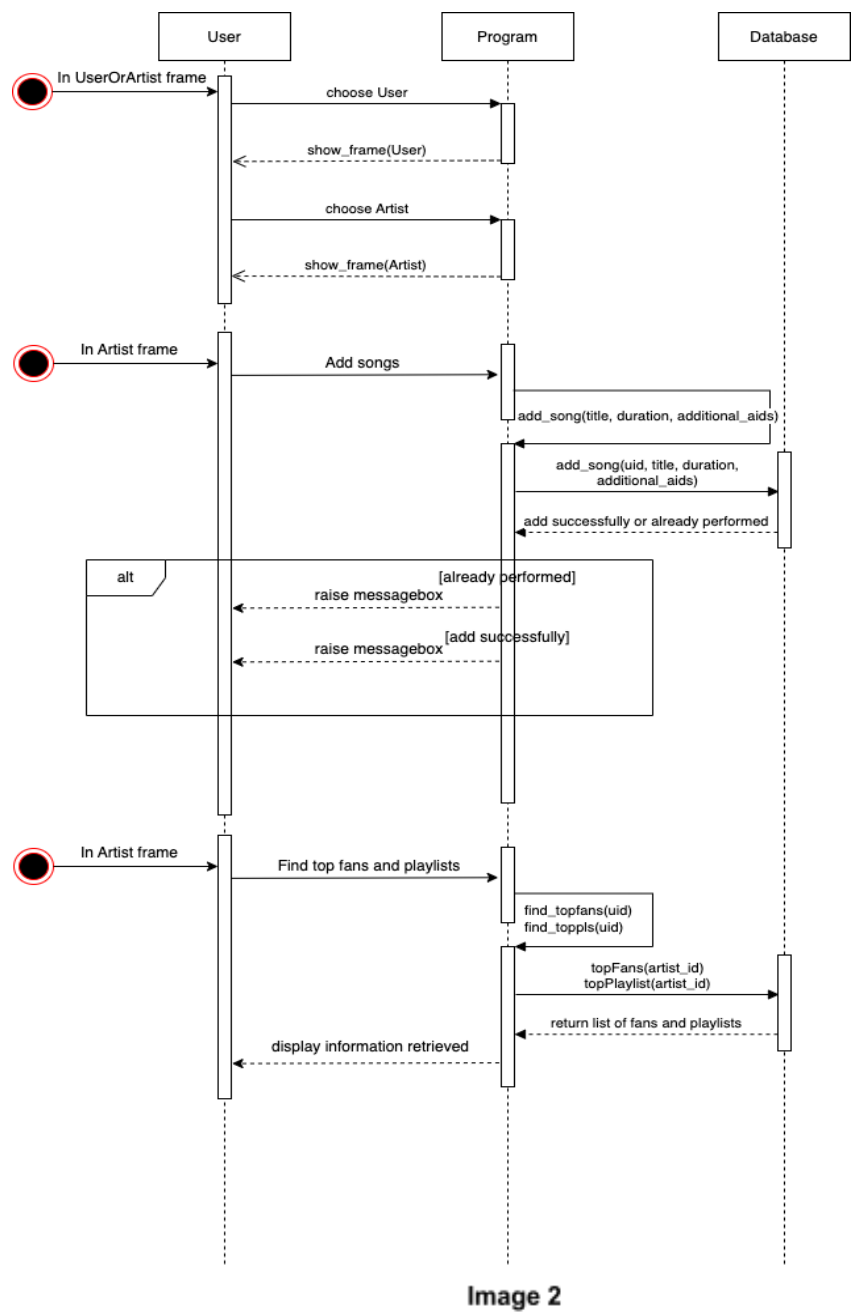 User
Program
Database
In UserOrArtist frame
choose User
show_frame(User)
choose Artist
show_frame(Artist)
In Artist frame
Add songs
add_song(title, duration, additional_aids)
add_song(uid, title, duration,
additional_aids)
add successfully or already performed
alt
[already performed]
raise messagebox
[add successfully]
raise messagebox
In Artist frame
Find top fans and playlists
find_topfans(uid)
find_toppls(uid)
topFans(artist_id)
topPlaylist(artist_id)
return list of fans and playlists
display information retrieved
Image 2